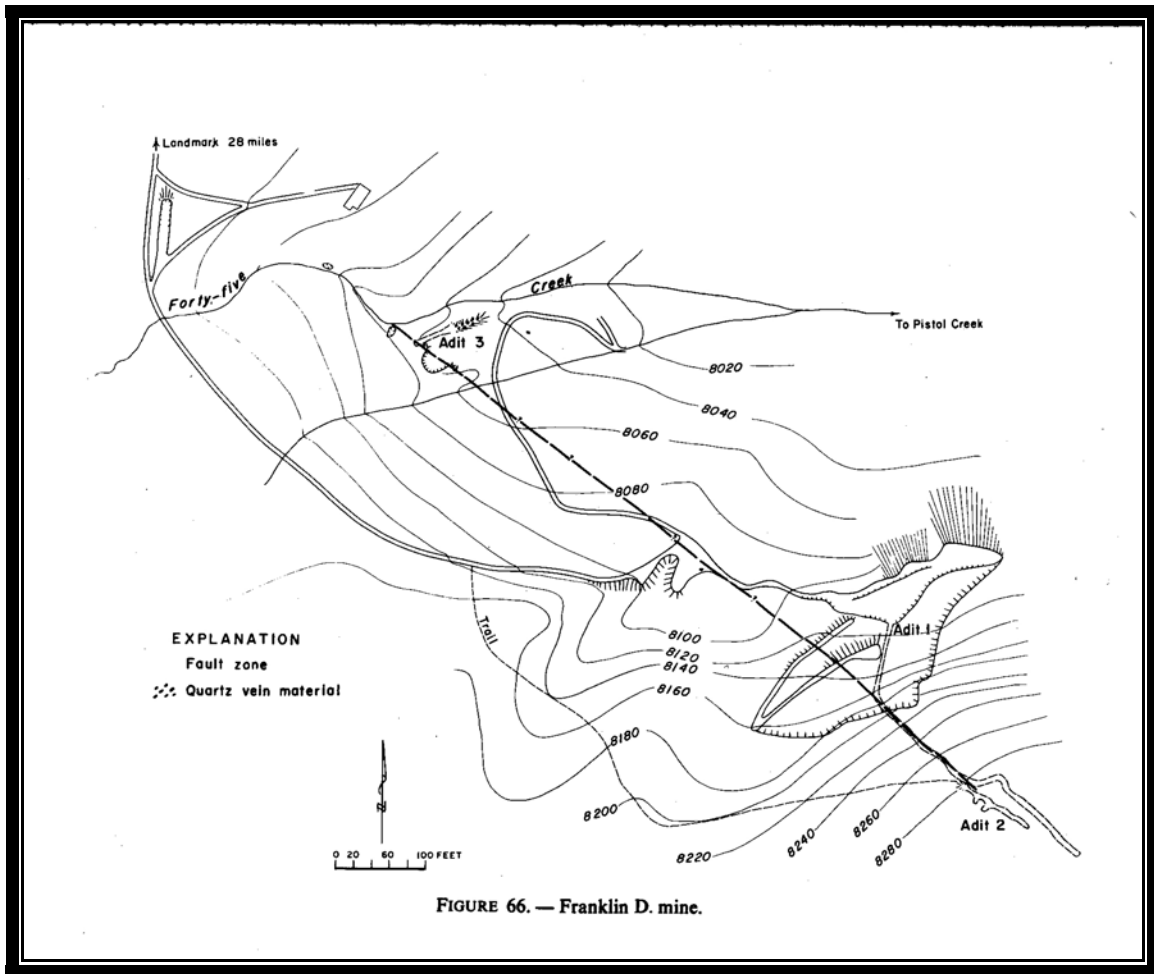 Landmark 28 miles
Forty-five
Creek
To Pistol Creek
Adit 3
8020
8040
8060
8080
Adit 1
Trail
8100
8120
8140
8160
8180
8200
8220
8240
8260
8280
Adit 2
EXPLANATION
Fault zone
Quartz vein material
N
0 20 60 100 FEET
FIGURE 66. — Franklin D. mine.